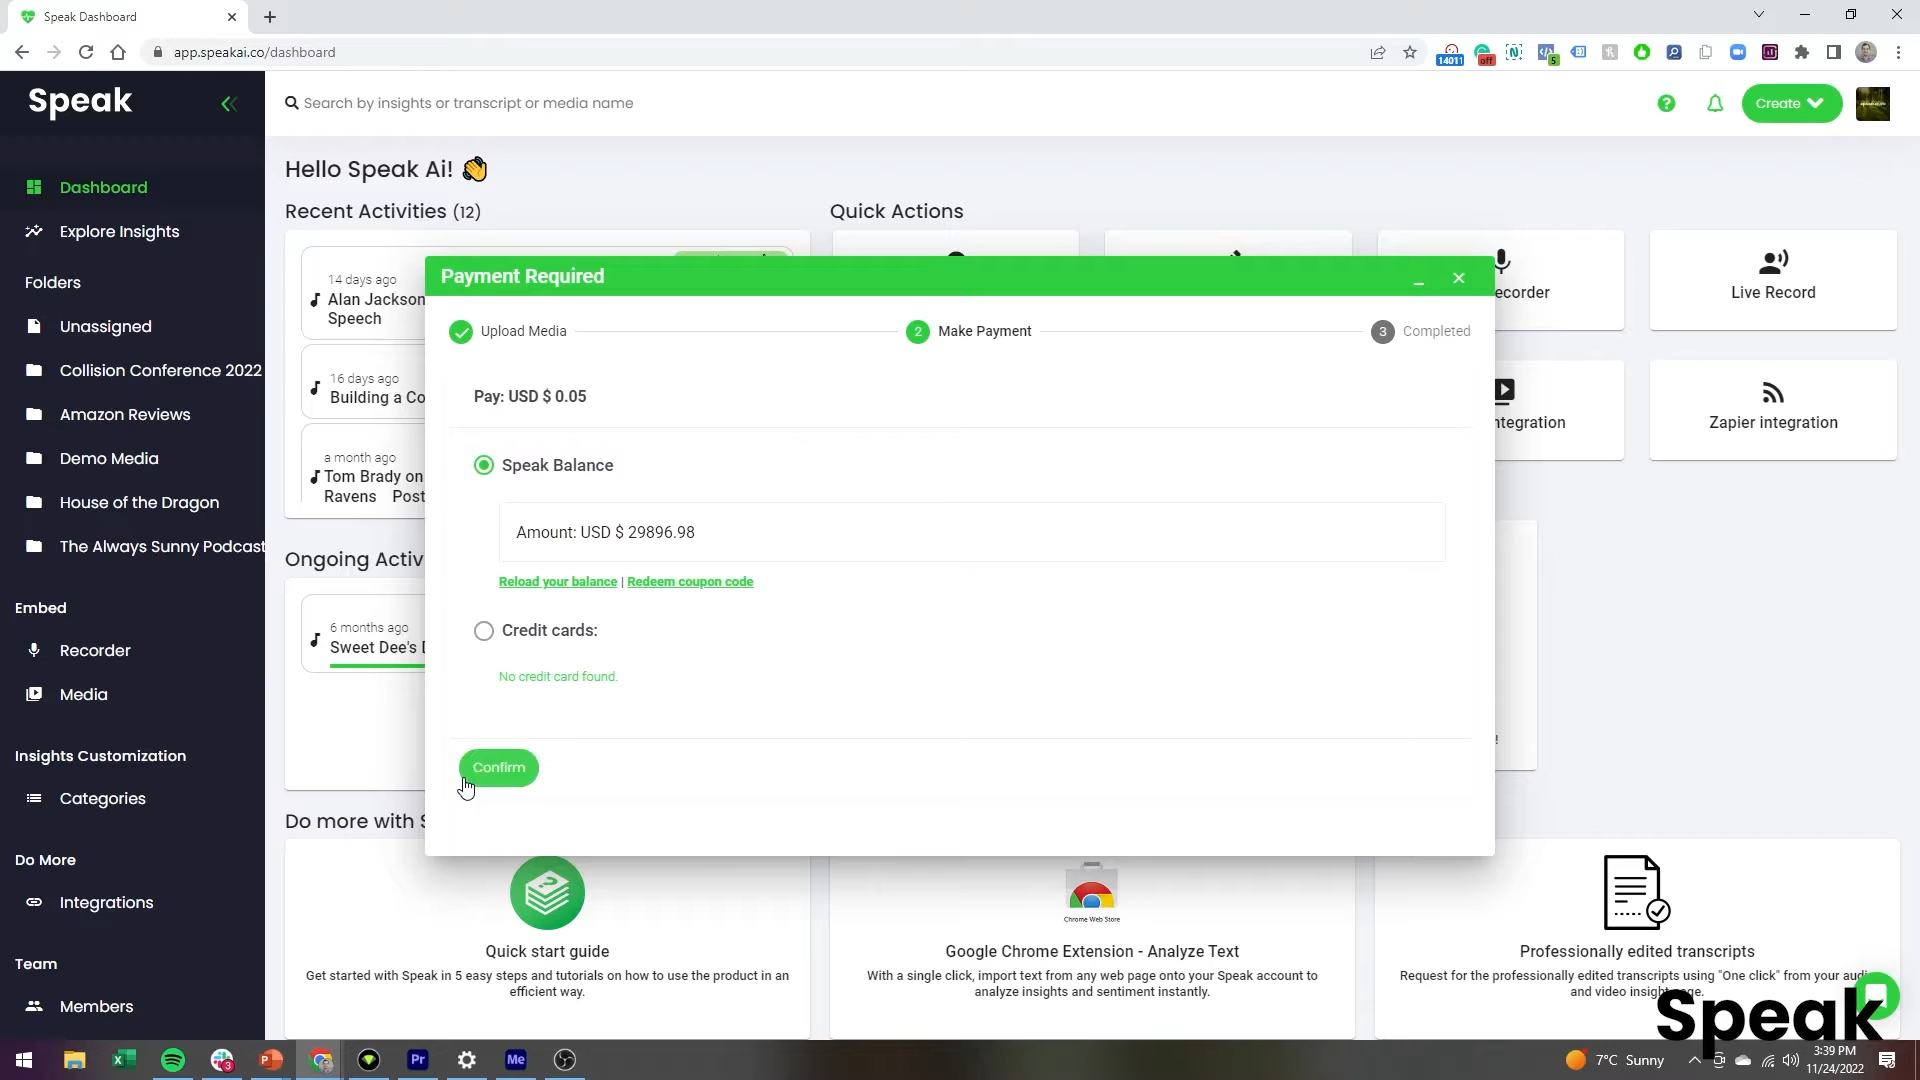 Speak Dashboard
app.speakai.co/dashboard
14011
off
5
Speak
Search by insights or transcript or media name
Create
Dashboard
Explore Insights
Folders
Unassigned
Collision Conference 2022
Amazon Reviews
Demo Media
House of the Dragon
The Always Sunny Podcast
Embed
Recorder
Media
Insights Customization
Categories
Do More
Integrations
Team
Members
Hello Speak Ai!
Recent Activities (12)
Quick Actions
14 days ago
Alan Jackson
Speech
16 days ago
Building a Co
a month ago
Tom Brady on
Ravens Post
Ongoing Activ
6 months ago
Sweet Dee's D
ecorder
Live Record
ntegration
Zapier integration
Payment Required
Upload Media
2 Make Payment
3 Completed
Pay: USD $ 0.05
Speak Balance
Amount: USD $ 29896.98
Reload your balance | Redeem coupon code
Credit cards:
No credit card found.
Confirm
Do more with S
Quick start guide
Get started with Speak in 5 easy steps and tutorials on how to use the product in an
efficient way.
Chrome Web Store
Google Chrome Extension - Analyze Text
With a single click, import text from any web page onto your Speak account to
analyze insights and sentiment instantly.
Professionally edited transcripts
Request for the professionally edited transcripts using "One click" from your audio
and video insight page.
Speak
3
Pr
Me
7°C Sunny
3:39 PM
11/24/2022